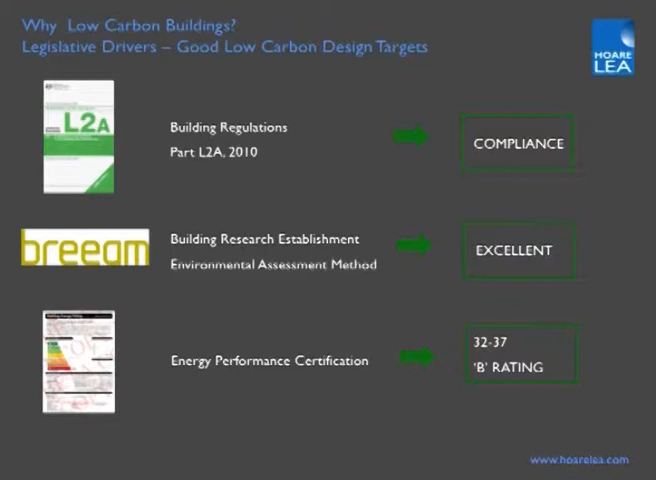 Why Low Carbon Buildings?
Legislative Drivers – Good Low Carbon Design Targets
HOARE
LEA
L2A
Building Regulations
Part L2A, 2010
COMPLIANCE
breeam
Building Research Establishment
Environmental Assessment Method
EXCELLENT
Energy Performance Certification
32-37
'B' RATING
www.hoarelea.com